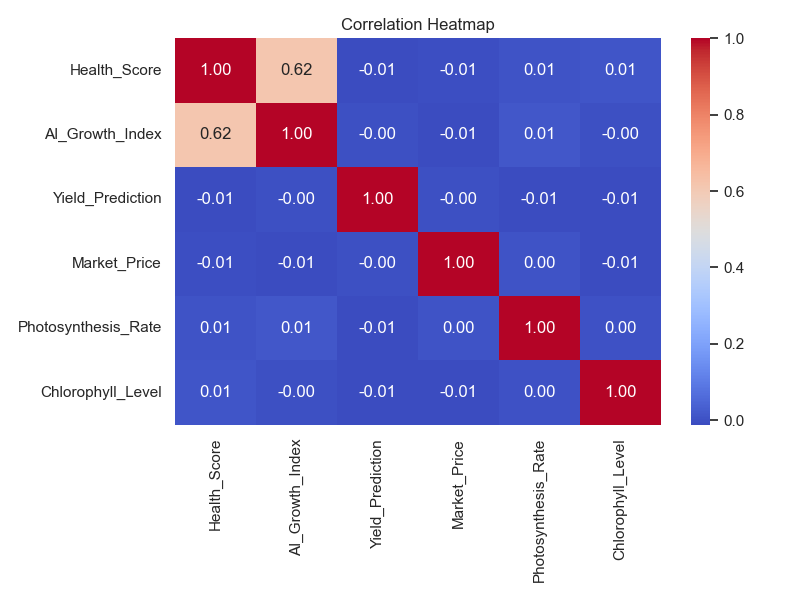 Correlation Heatmap
Health_Score 1.00 0.62 -0.01 -0.01 0.01 0.01
AI_Growth_Index 0.62 1.00 -0.00 -0.01 0.01 -0.00
Yield_Prediction -0.01 -0.00 1.00 -0.00 -0.01 -0.01
Market_Price -0.01 -0.01 -0.00 1.00 0.00 -0.01
Photosynthesis_Rate 0.01 0.01 -0.01 0.00 1.00 0.00
Chlorophyll_Level 0.01 -0.00 -0.01 -0.01 0.00 1.00
Health_Score
AI_Growth_Index
Yield_Prediction
Market_Price
Photosynthesis_Rate
Chlorophyll_Level
1.0
0.8
0.6
0.4
0.2
0.0